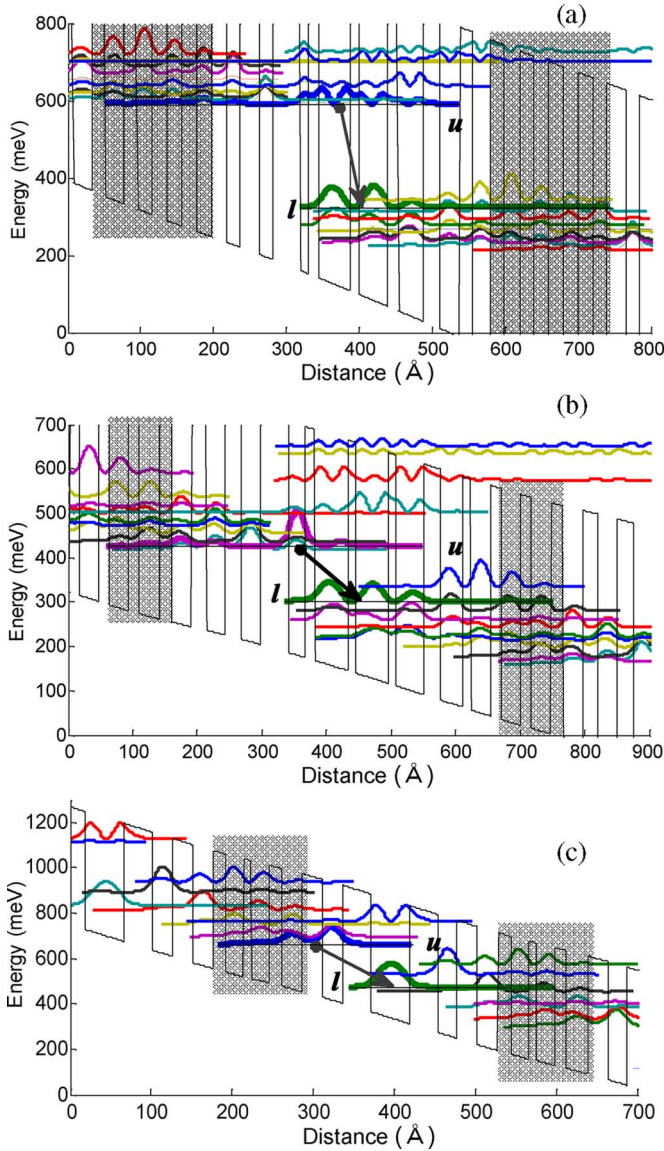 (a)
800
600
400
200
0
Energy (meV)
u
l
0 100 200 300 400 500 600 700 800
Distance (Å)
(b)
700
600
500
400
300
200
100
0
Energy (meV)
u
l
0 100 200 300 400 500 600 700 800 900
Distance (Å)
(c)
1200
1000
800
600
400
200
0
Energy (meV)
u
l
0 100 200 300 400 500 600 700
Distance (Å)